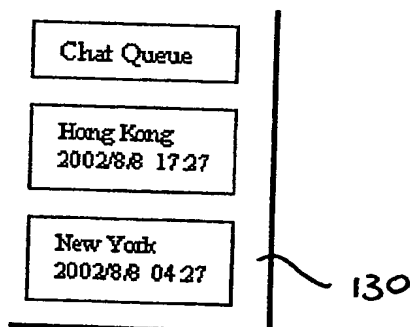 Chat Queue
Hong Kong
2002/8/8 17:27
New York
2002/8/8 04:27
130